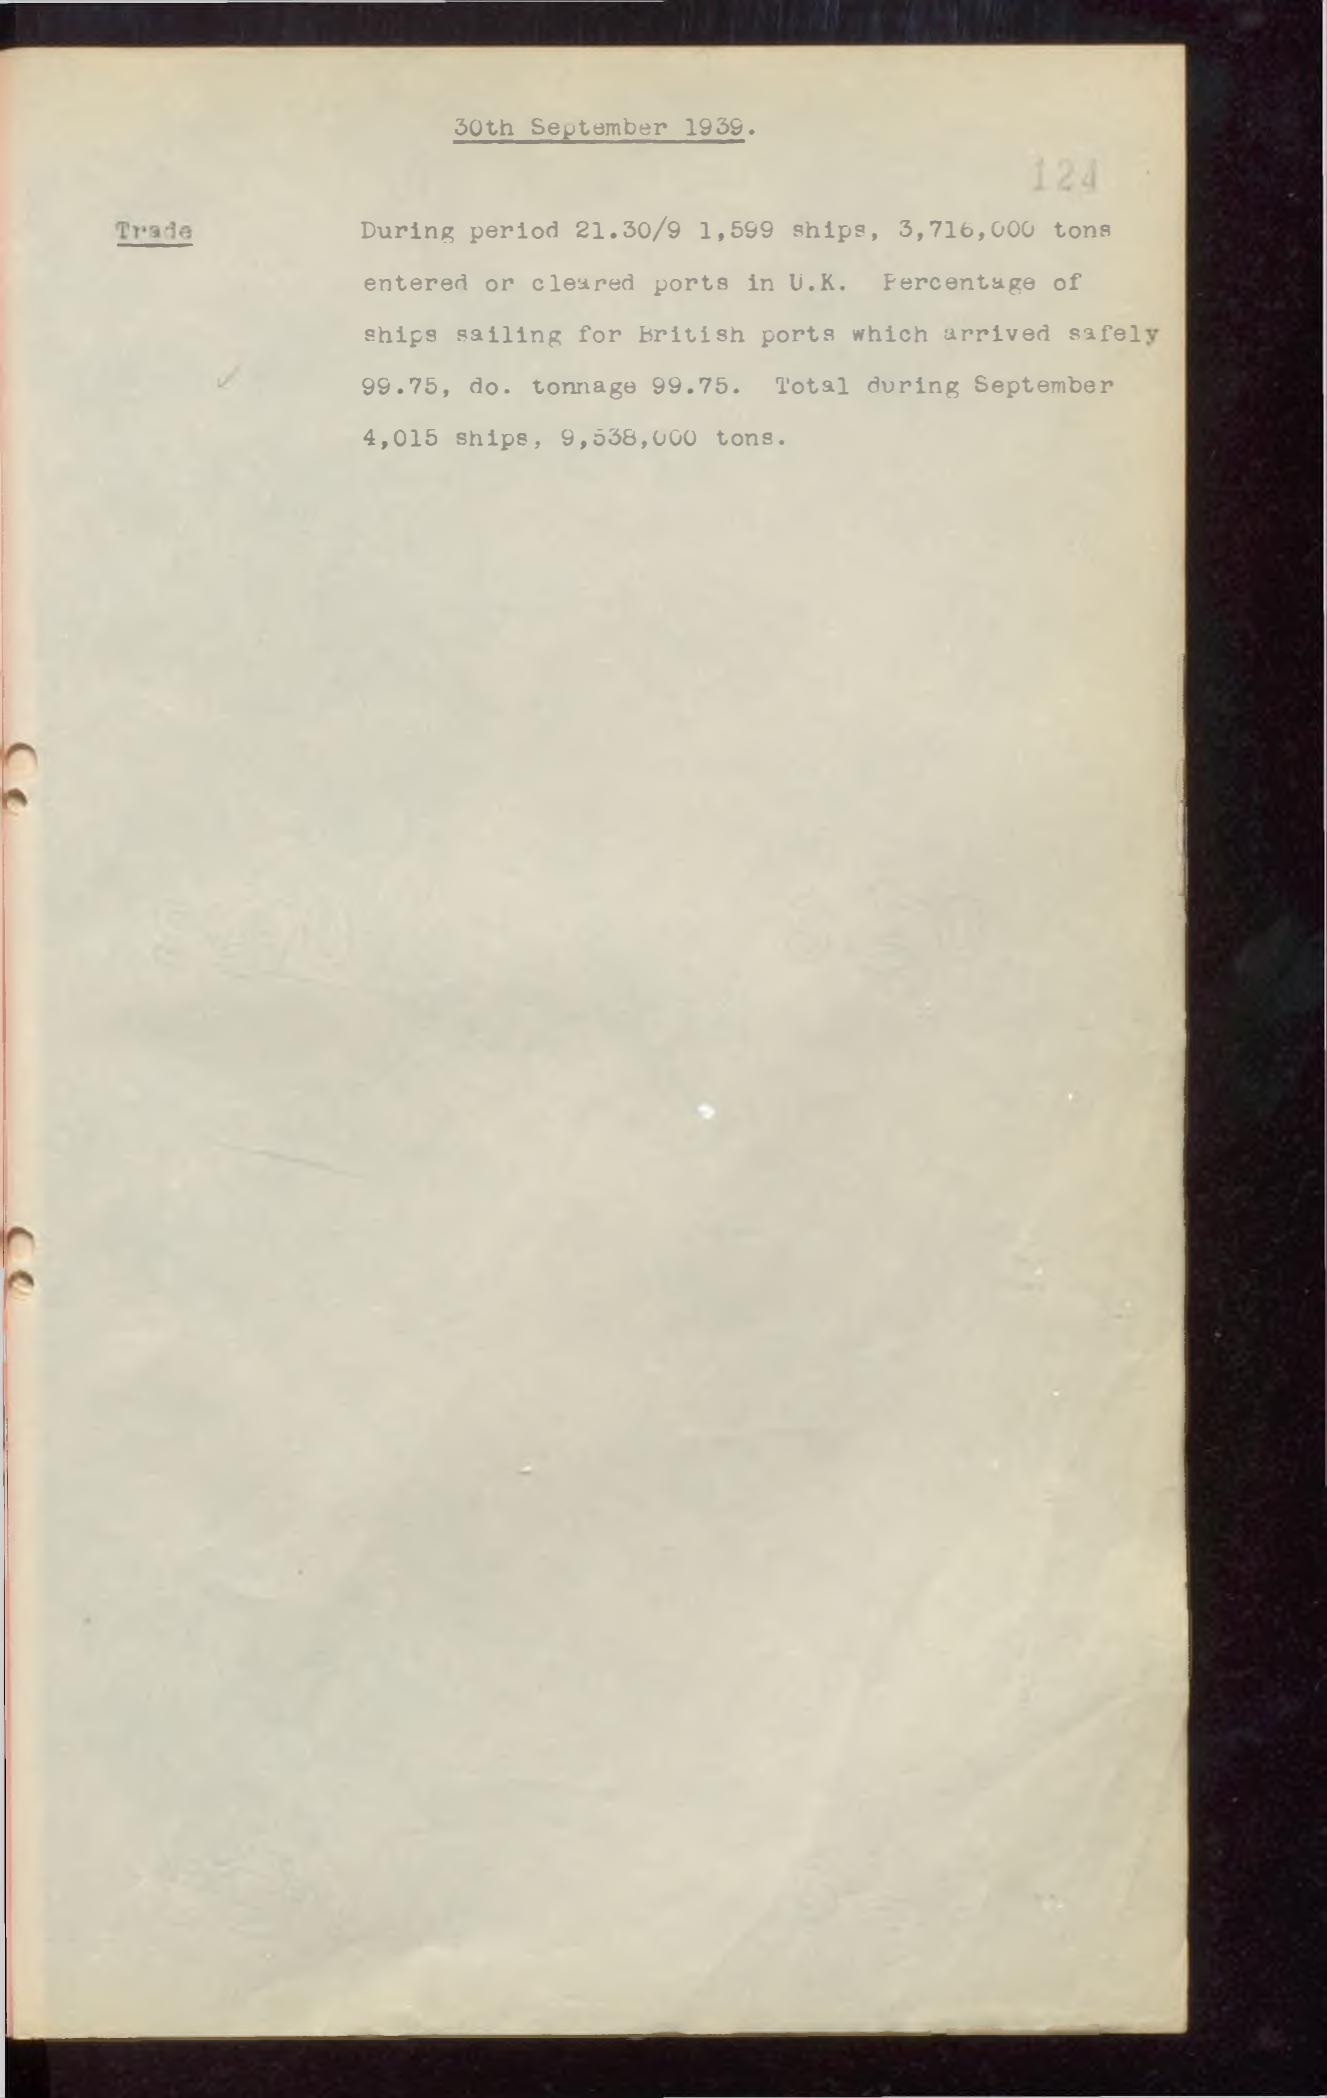 30th September 1939.
124
Trade
During period 21.30/9 1,599 ships, 3,716,000 tons
entered or cleared ports in U.K. Percentage of
ships sailing for British ports which arrived safely
99.75, do. tonnage 99.75. Total during September
4,015 ships, 9,538,000 tons.